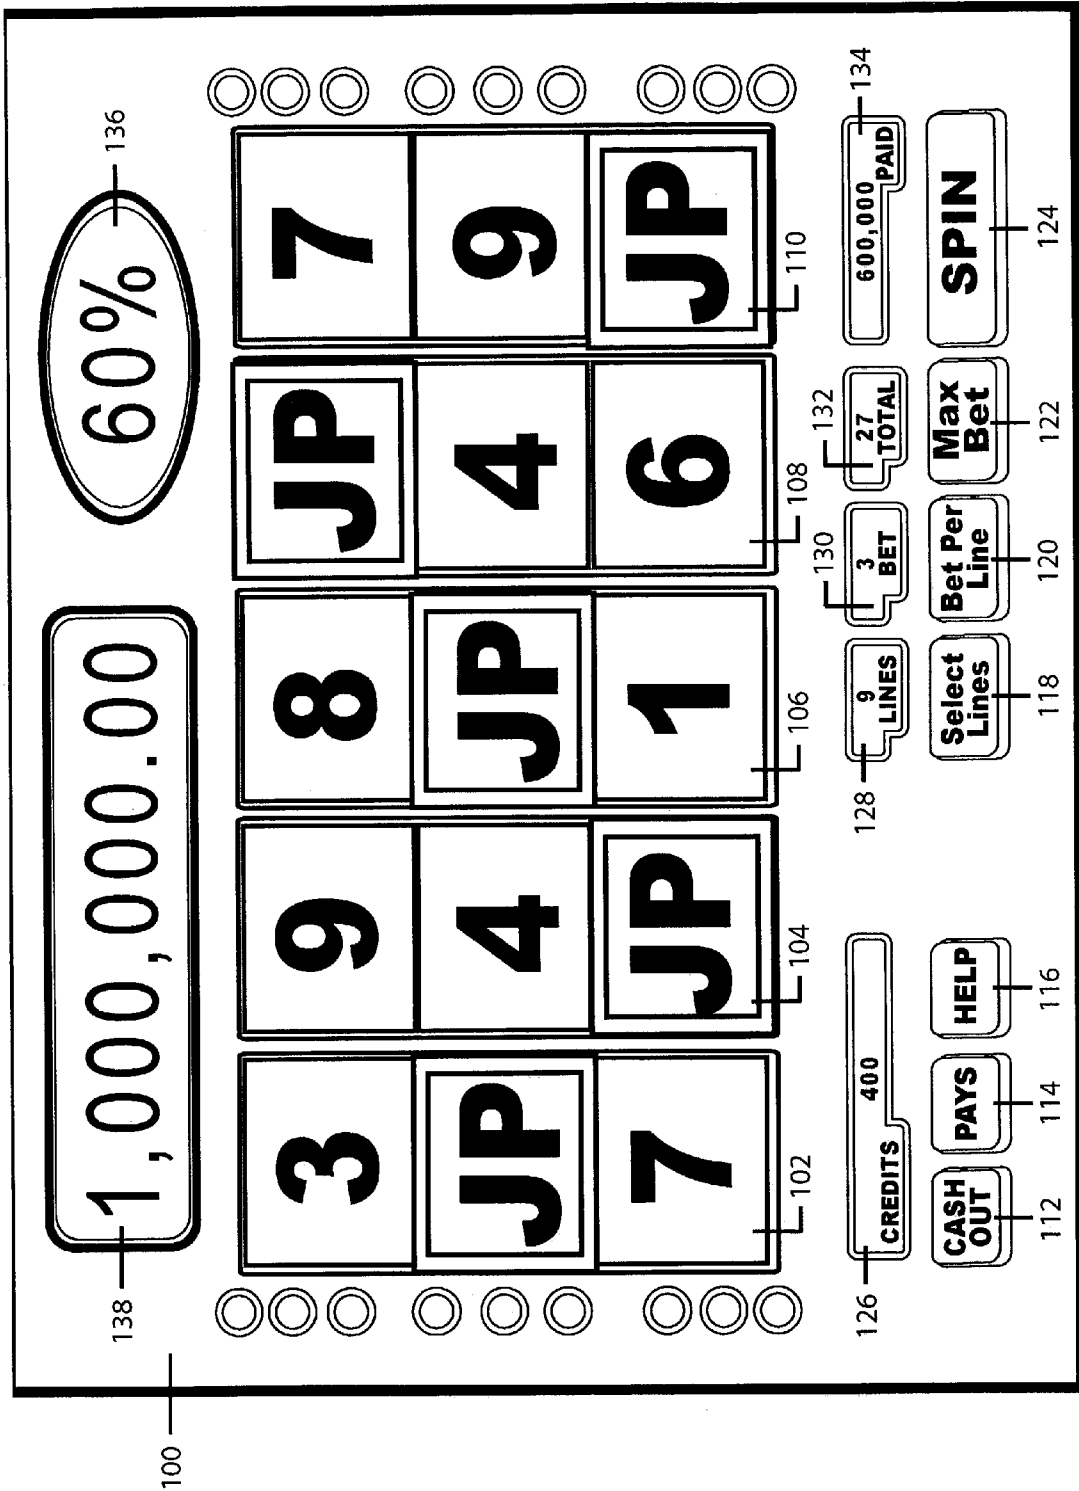 138 1,000,000.00 60% 136
100
3 9 8 JP 7
JP 4 JP 4 9
7 JP 1 6 JP
102 104 106 108 110
130 132
126 400 128 9 3 27 600,000 134
CREDITS LINES BET TOTAL PAID
CASH OUT
PAYS
HELP
Select Lines
Bet Per Line
Max Bet
SPIN
112 114 116 118 120 122 124